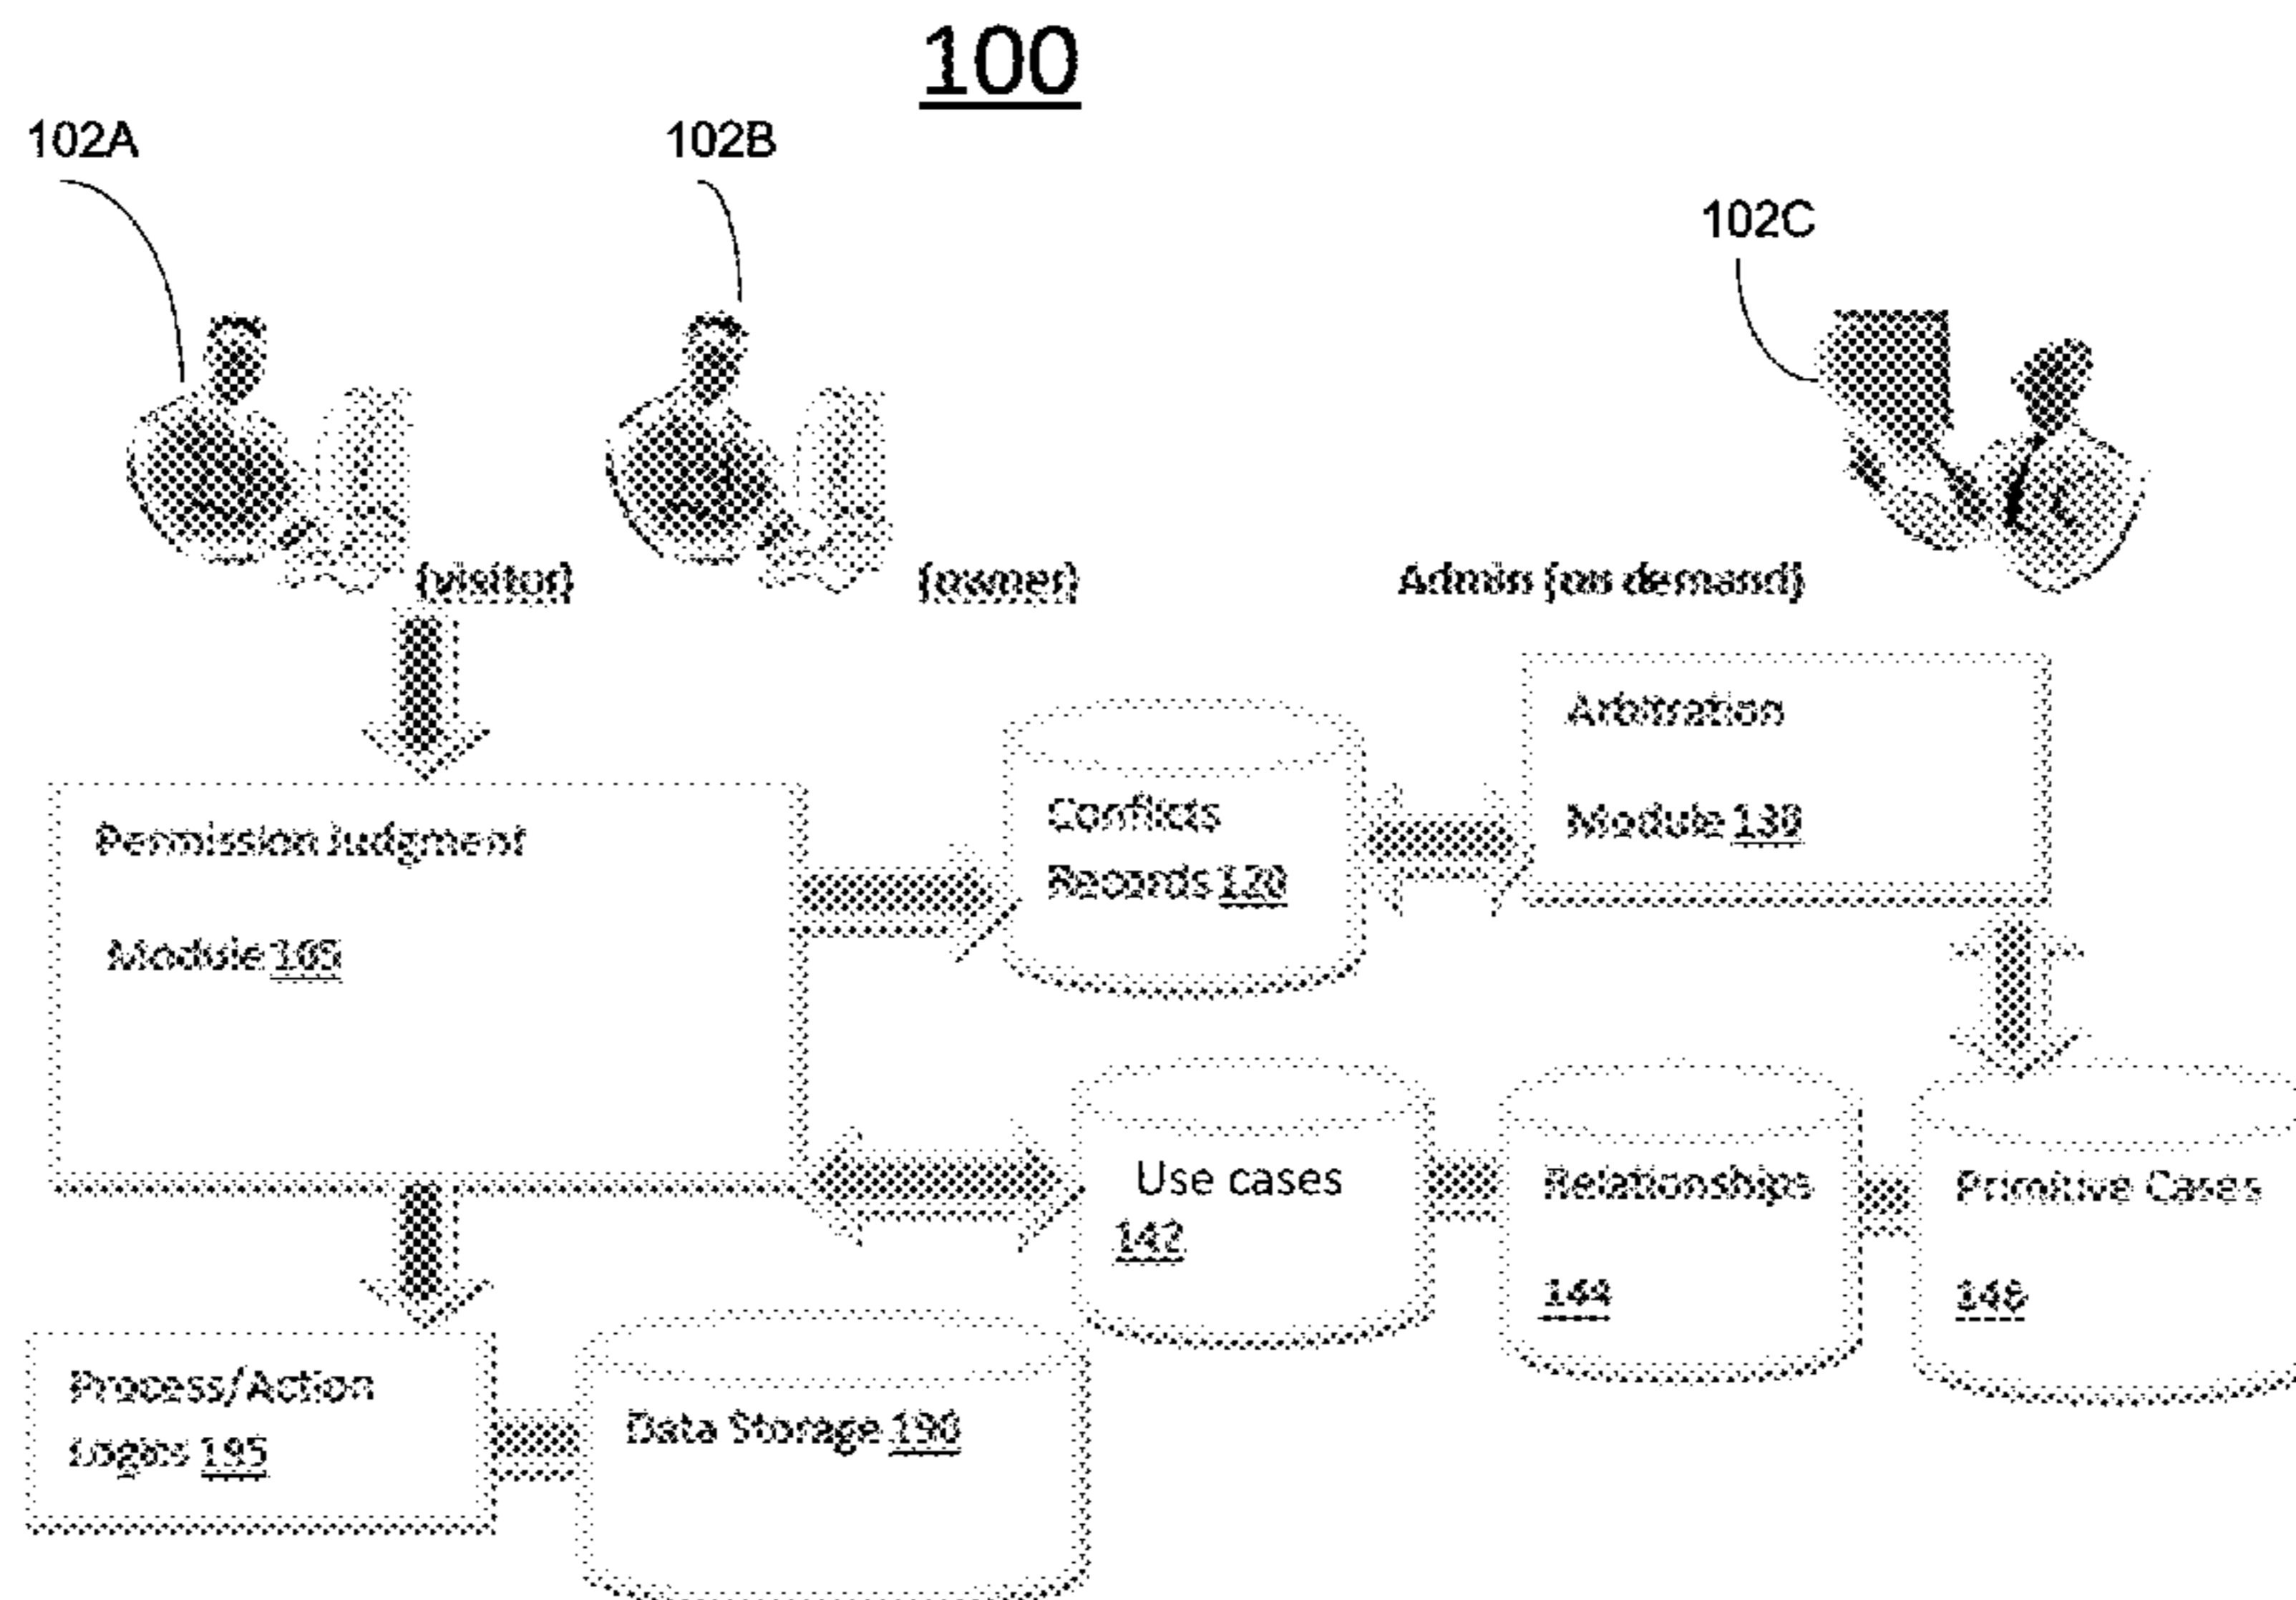 100
102A
102B
102C
(visitor)
(owner)
Admin (on demand)
Permission Judgment
Module 105
Conflicts
Records 120
Arbitration
Module 130
Use cases
142
Relationships
144
Primitive Cases
146
Process/Action
Logics 195
Data Storage 190